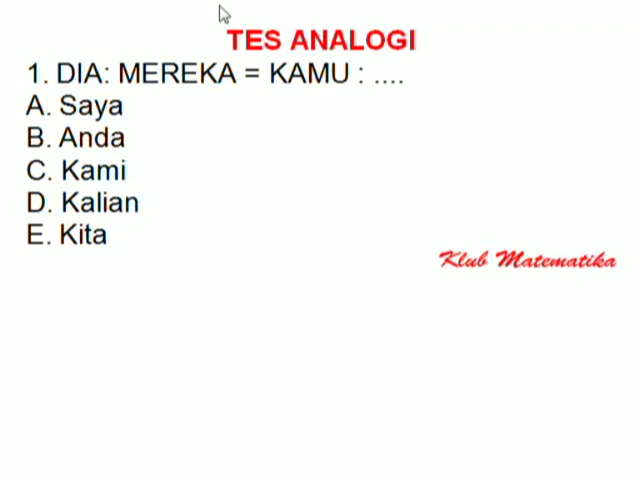 TES ANALOGI
1. DIA: MEREKA = KAMU : ....
A. Saya
B. Anda
C. Kami
D. Kalian
E. Kita
Klub Matematika